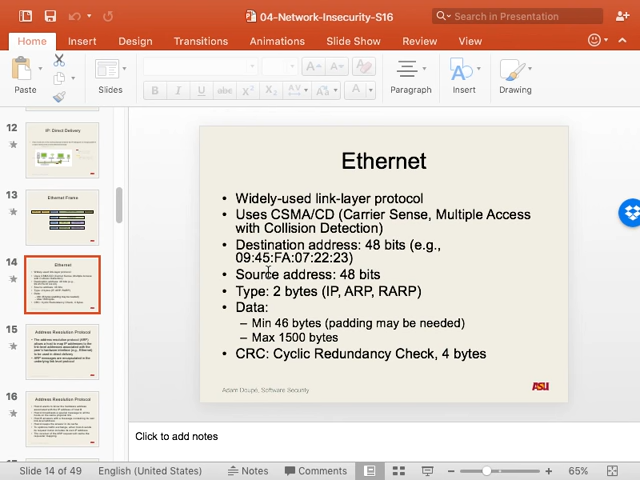 04-Network-Insecurity-S16
Search in Presentation
Home Insert Design Transitions Animations Slide Show Review View
Paste Slides Paragraph Insert Drawing
B I U abc X² X₂ AV Aa A
12
IP: Direct Delivery
13
Ethernet Frame
14
Ethernet
15
Address Resolution Protocol
16
Address Resolution Protocol
Ethernet
• Widely-used link-layer protocol
• Uses CSMA/CD (Carrier Sense, Multiple Access
with Collision Detection)
• Destination address: 48 bits (e.g.,
09:45:FA:07:22:23)
• Source address: 48 bits
• Type: 2 bytes (IP, ARP, RARP)
• Data:
– Min 46 bytes (padding may be needed)
– Max 1500 bytes
• CRC: Cyclic Redundancy Check, 4 bytes
Adam Doupé, Software Security
ASU
Click to add notes
Slide 14 of 49 English (United States) Notes Comments 65%